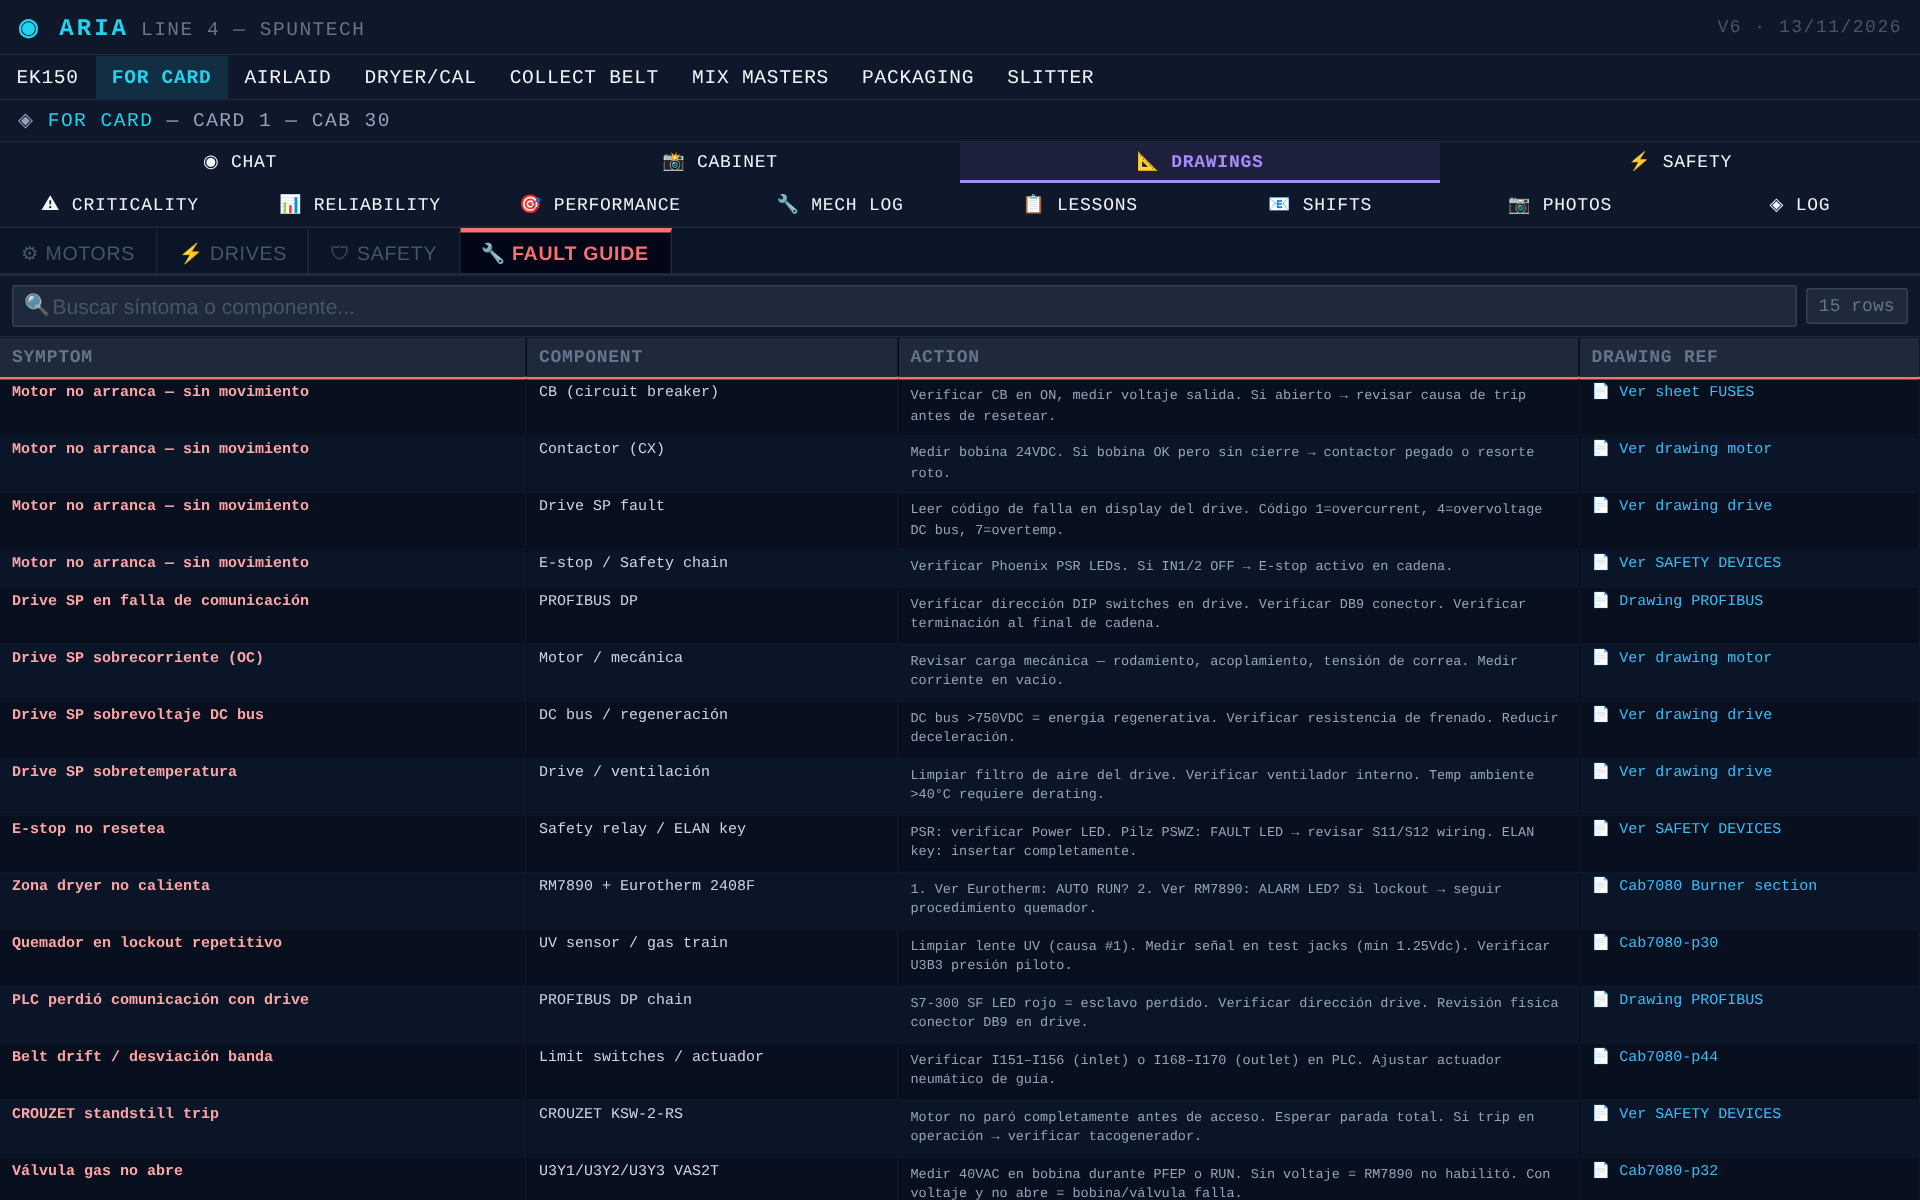 ARIA LINE 4 — SPUNTECH
V6 · 13/11/2026
EK150 FOR CARD AIRLAID DRYER/CAL COLLECT BELT MIX MASTERS PACKAGING SLITTER
FOR CARD — CARD 1 — CAB 30
CHAT CABINET DRAWINGS SAFETY
CRITICALITY RELIABILITY PERFORMANCE MECH LOG LESSONS SHIFTS PHOTOS LOG
MOTORS DRIVES SAFETY FAULT GUIDE
Buscar síntoma o componente...
15 rows
SYMPTOM COMPONENT ACTION DRAWING REF
Motor no arranca — sin movimiento
CB (circuit breaker)
Verificar CB en ON, medir voltaje salida. Si abierto → revisar causa de trip
antes de resetear.
Ver sheet FUSES
Motor no arranca — sin movimiento
Contactor (CX)
Medir bobina 24VDC. Si bobina OK pero sin cierre → contactor pegado o resorte
roto.
Ver drawing motor
Motor no arranca — sin movimiento
Drive SP fault
Leer código de falla en display del drive. Código 1=overcurrent, 4=overvoltage
DC bus, 7=overtemp.
Ver drawing drive
Motor no arranca — sin movimiento
E-stop / Safety chain
Verificar Phoenix PSR LEDs. Si IN1/2 OFF → E-stop activo en cadena.
Ver SAFETY DEVICES
Drive SP en falla de comunicación
PROFIBUS DP
Verificar dirección DIP switches en drive. Verificar DB9 conector. Verificar
terminación al final de cadena.
Drawing PROFIBUS
Drive SP sobrecorriente (OC)
Motor / mecánica
Revisar carga mecánica — rodamiento, acoplamiento, tensión de correa. Medir
corriente en vacío.
Ver drawing motor
Drive SP sobrevoltaje DC bus
DC bus / regeneración
DC bus >750VDC = energía regenerativa. Verificar resistencia de frenado. Reducir
deceleración.
Ver drawing drive
Drive SP sobretemperatura
Drive / ventilación
Limpiar filtro de aire del drive. Verificar ventilador interno. Temp ambiente
>40°C requiere derating.
Ver drawing drive
E-stop no resetea
Safety relay / ELAN key
PSR: verificar Power LED. Pilz PSWZ: FAULT LED → revisar S11/S12 wiring. ELAN
key: insertar completamente.
Ver SAFETY DEVICES
Zona dryer no calienta
RM7890 + Eurotherm 2408F
1. Ver Eurotherm: AUTO RUN? 2. Ver RM7890: ALARM LED? Si lockout → seguir
procedimiento quemador.
Cab7080 Burner section
Quemador en lockout repetitivo
UV sensor / gas train
Limpiar lente UV (causa #1). Medir señal en test jacks (mín 1.25Vdc). Verificar
U3B3 presión piloto.
Cab7080-p30
PLC perdió comunicación con drive
PROFIBUS DP chain
S7-300 SF LED rojo = esclavo perdido. Verificar dirección drive. Revisión física
conector DB9 en drive.
Drawing PROFIBUS
Belt drift / desviación banda
Limit switches / actuador
Verificar I151–I156 (inlet) o I168–I170 (outlet) en PLC. Ajustar actuador
neumático de guía.
Cab7080-p44
CROUZET standstill trip
CROUZET KSW-2-RS
Motor no paró completamente antes de acceso. Esperar parada total. Si trip en
operación → verificar tacogenerador.
Ver SAFETY DEVICES
Válvula gas no abre
U3Y1/U3Y2/U3Y3 VAS2T
Medir 40VAC en bobina durante PFEP o RUN. Sin voltaje = RM7890 no habilitó. Con
voltaje y no abre = bobina/válvula falla.
Cab7080-p32